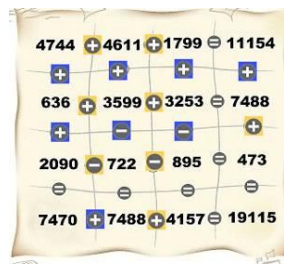 4744 + 4611 + 1799 = 11154
+ + + +
636 + 3599 + 3253 = 7488
+ - - +
2090 - 722 - 895 = 473
= = = =
7470 + 7488 + 4157 = 19115